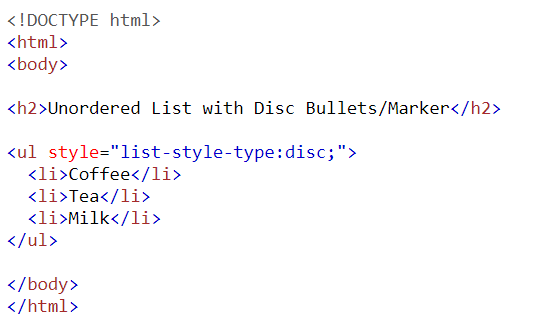 <!DOCTYPE html>
<html>
<body>
<h2>Unordered List with Disc Bullets/Marker</h2>
<ul style="list-style-type:disc;">
<li>Coffee</li>
<li>Tea</li>
<li>Milk</li>
</ul>
</body>
</html>